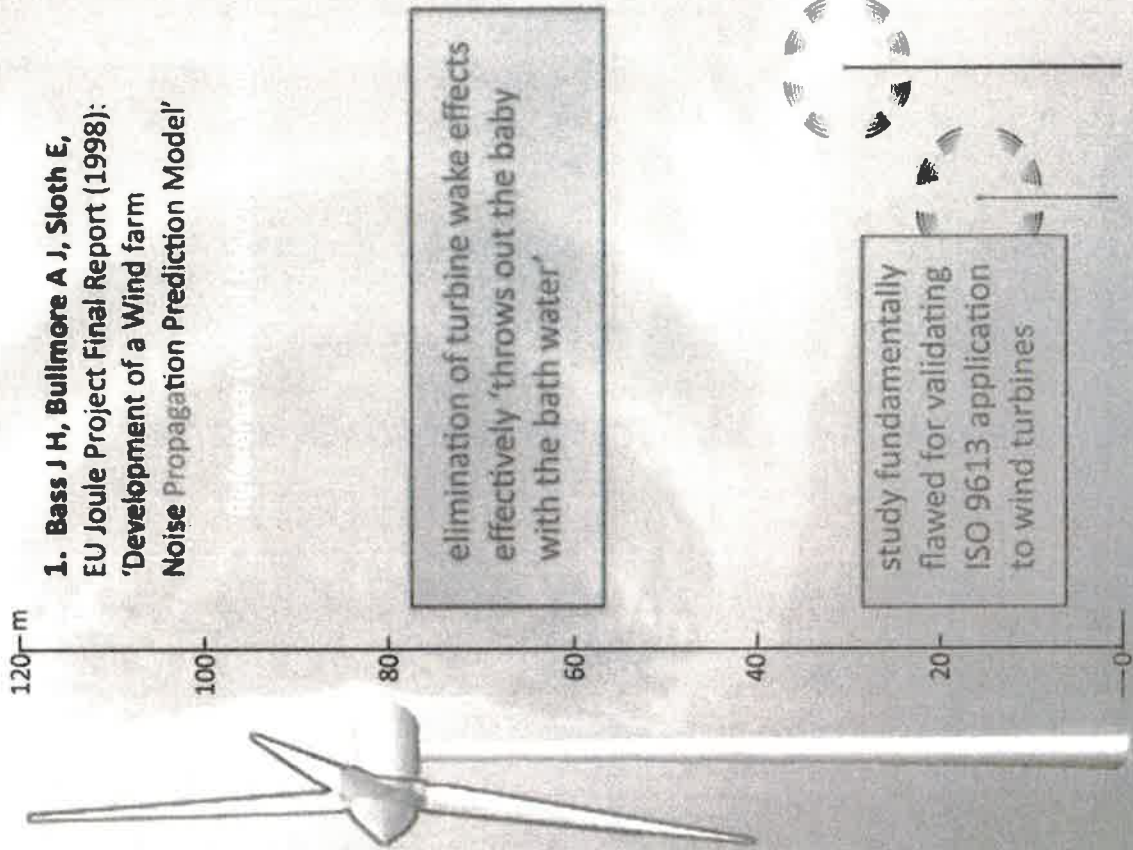 1. Bass J H, Bullmore A J, Sloth E,
EU Joule Project Final Report (1998):
'Development of a Wind farm
Noise Propagation Prediction Model'
elimination of turbine wake effects
effectively 'throws out the baby
with the bath water'
study fundamentally
flawed for validating
ISO 9613 application
to wind turbines
120 m
100
80
60
40
20
0